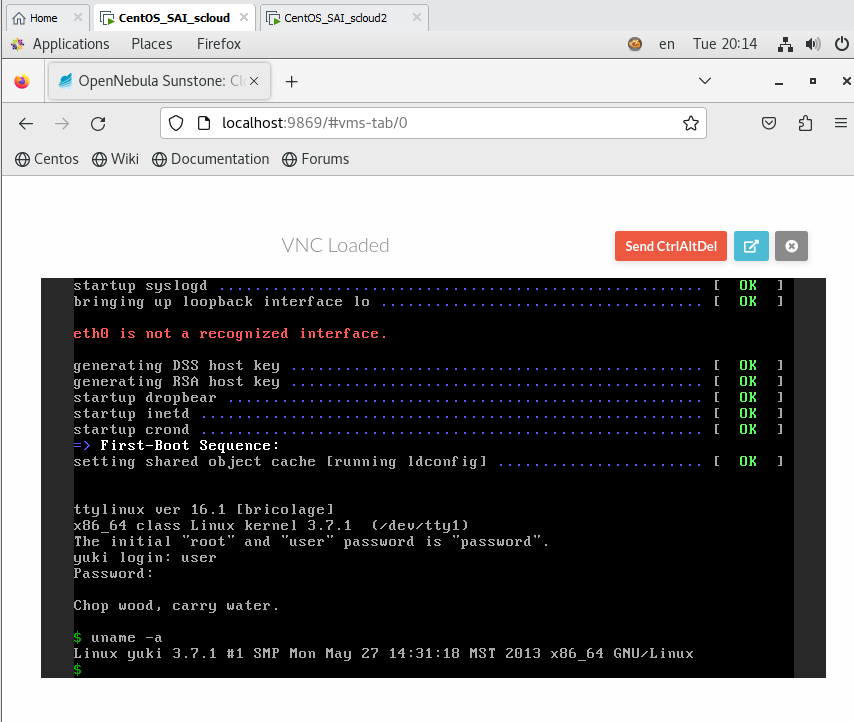 Home CentOS_SAI_scloud CentOS_SAI_scloud2
Applications Places Firefox en Tue 20:14
OpenNebula Sunstone: Cl
localhost:9869/#vms-tab/0
Centos Wiki Documentation Forums
VNC Loaded Send CtrlAltDel
startup syslogd ...................................................... [ OK ]
bringing up loopback interface lo .................................... [ OK ]
eth0 is not a recognized interface.
generating DSS host key .............................................. [ OK ]
generating RSA host key .............................................. [ OK ]
startup dropbear ..................................................... [ OK ]
startup inetd ........................................................ [ OK ]
startup crond ........................................................ [ OK ]
=> First-Boot Sequence:
setting shared object cache [running ldconfig] ....................... [ OK ]
ttylinux ver 16.1 [bricolage]
x86_64 class Linux kernel 3.7.1 (/dev/tty1)
The initial "root" and "user" password is "password".
yuki login: user
Password:
Chop wood, carry water.
$ uname -a
Linux yuki 3.7.1 #1 SMP Mon May 27 14:31:18 MST 2013 x86_64 GNU/Linux
$